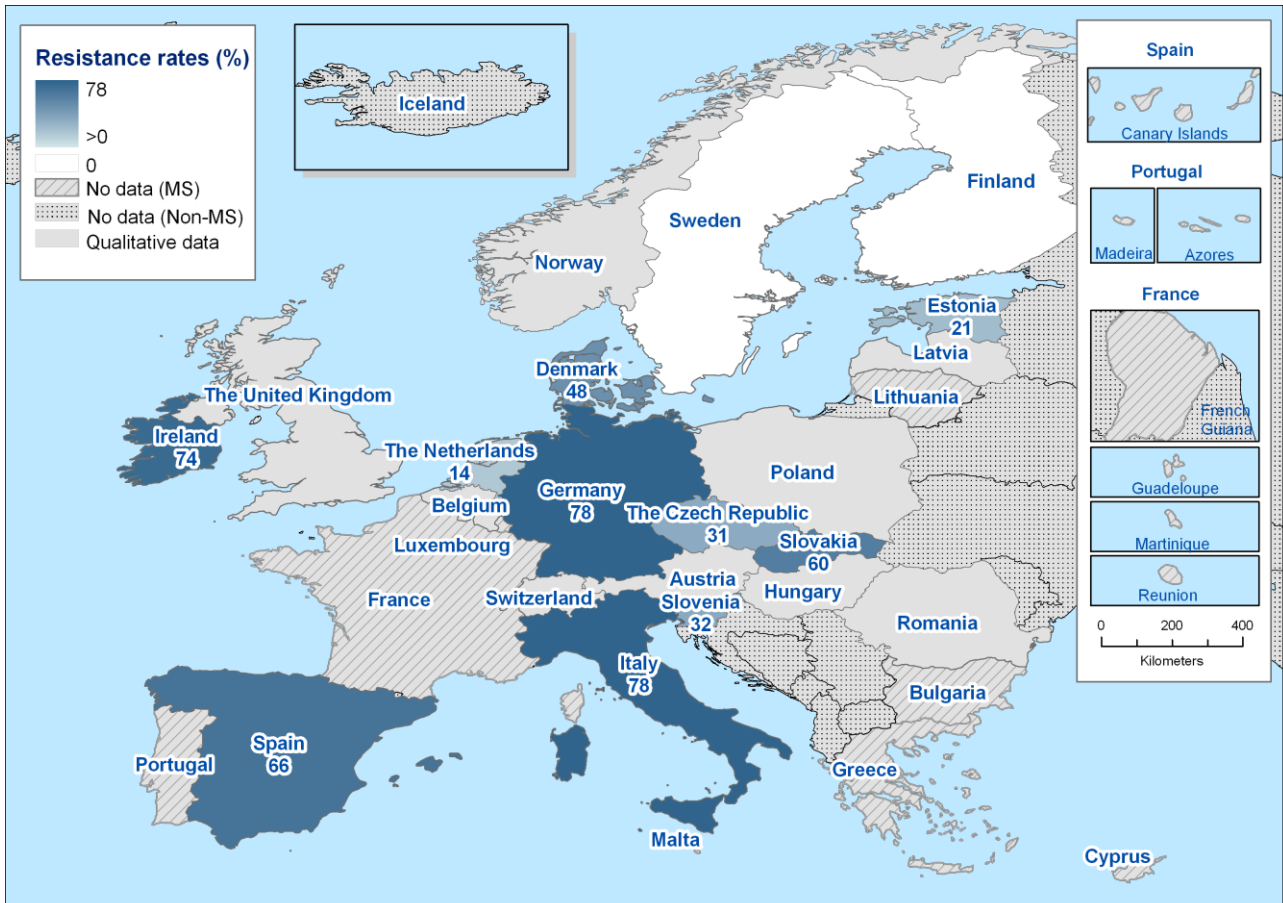 Resistance rates (%)
78
>0
0
No data (MS)
No data (Non-MS)
Qualitative data
Iceland
Spain
Canary Islands
Portugal
Madeira
Azores
France
French
Guiana
Guadeloupe
Martinique
Reunion
0 200 400
Kilometers
Finland
Sweden
Norway
Estonia
21
Latvia
Denmark
48
Lithuania
The United Kingdom
Ireland
74
The Netherlands
14
Poland
Germany
78
Belgium
The Czech Republic
31
Slovakia
60
Luxembourg
Austria
Hungary
France
Switzerland
Slovenia
32
Romania
Italy
78
Bulgaria
Spain
66
Portugal
Greece
Malta
Cyprus